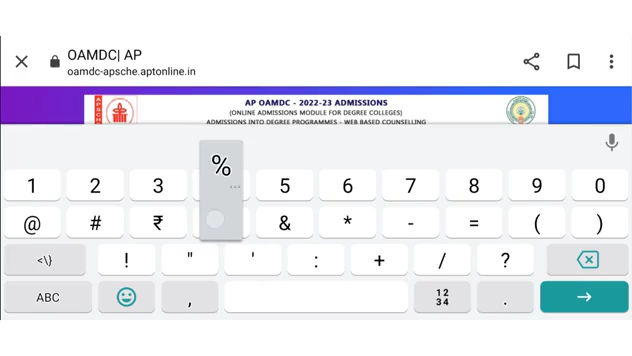 OAMDC| AP
oamdc-apsche.aptonline.in
AP OAMDC - 2022-23 ADMISSIONS
(ONLINE ADMISSIONS MODULE FOR DEGREE COLLEGES)
ADMISSIONS INTO DEGREE PROGRAMMES - WEB BASED COUNSELLING
APSCHE
%
1 2 3 5 6 7 8 9 0
@ # ₹ & * - = ( )
<\} ! " ' : + / ?
ABC , 12 34 .